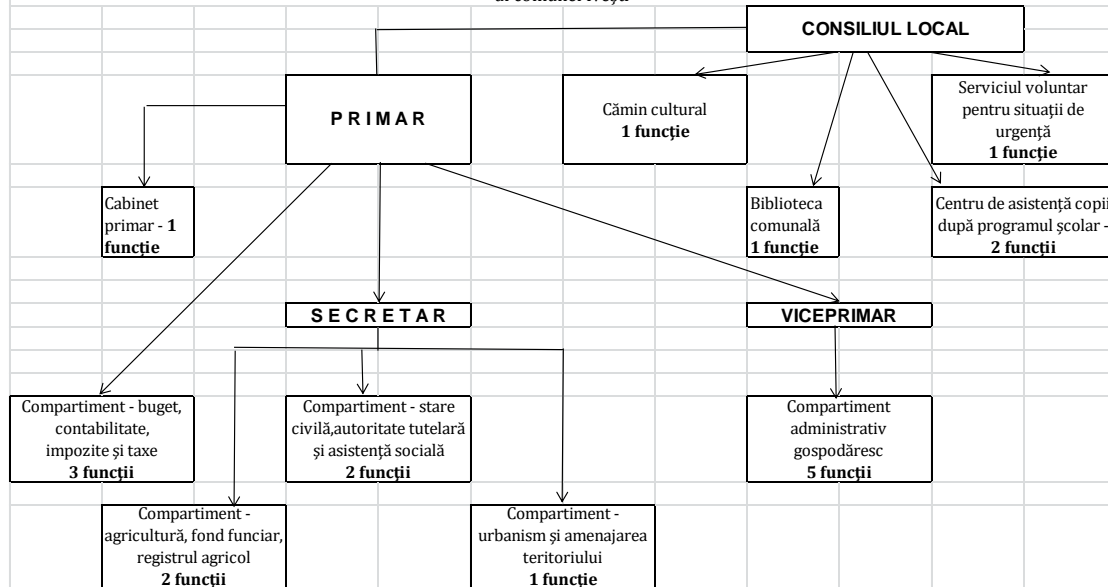 CONSILIUL LOCAL
P R I M A R
Cămin cultural
1 funcție
Serviciul voluntar
pentru situații de
urgență
1 funcție
Cabinet
primar - 1
funcție
Biblioteca
comunală
1 funcție
Centru de asistență copii
după programul școlar -
2 funcții
S E C R E T A R
VICEPRIMAR
Compartiment - buget,
contabilitate,
impozite și taxe
3 funcții
Compartiment - stare
civilă,autoritate tutelară
și asistență socială
2 funcții
Compartiment
administrativ
gospodăresc
5 funcții
Compartiment -
agricultură, fond funciar,
registrul agricol
2 funcții
Compartiment -
urbanism și amenajarea
teritoriului
1 funcție